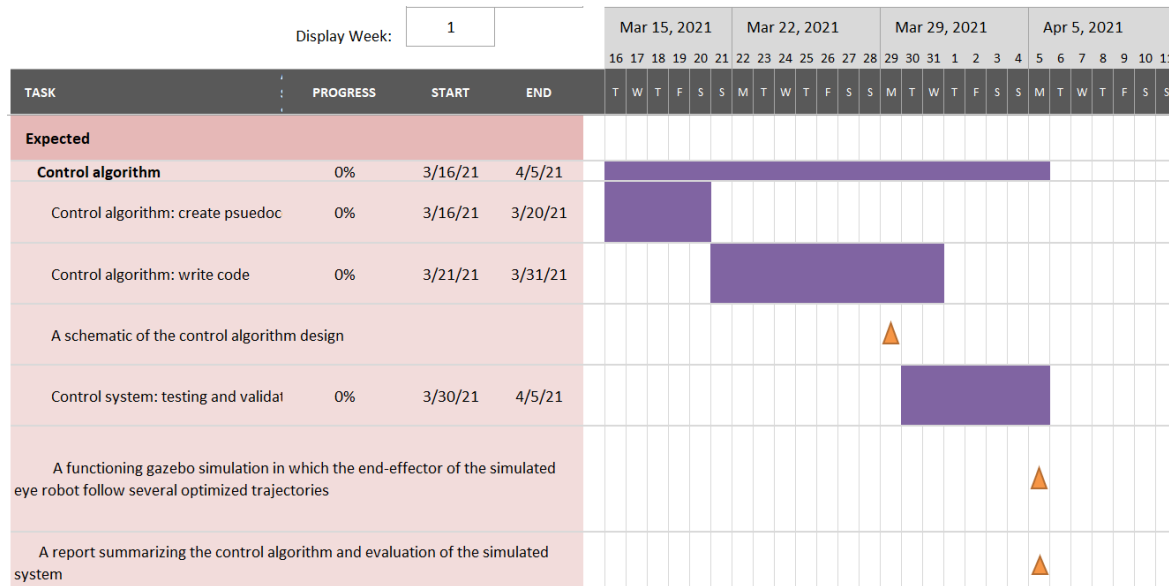 Display Week: 1
Mar 15, 2021 Mar 22, 2021 Mar 29, 2021 Apr 5, 2021
16 17 18 19 20 21 22 23 24 25 26 27 28 29 30 31 1 2 3 4 5 6 7 8 9 10 11
TASK PROGRESS START END T W T F S S M T W T F S S M T W T F S S M T W T F S S
Expected
Control algorithm 0% 3/16/21 4/5/21
Control algorithm: create psuedoc 0% 3/16/21 3/20/21
Control algorithm: write code 0% 3/21/21 3/31/21
A schematic of the control algorithm design
Control system: testing and validat 0% 3/30/21 4/5/21
A functioning gazebo simulation in which the end-effector of the simulated
eye robot follow several optimized trajectories
A report summarizing the control algorithm and evaluation of the simulated
system